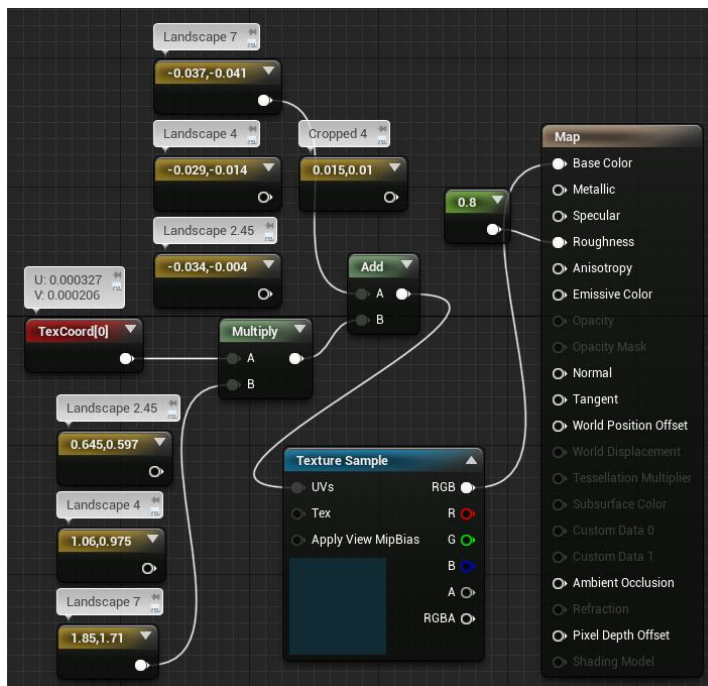 Landscape 7
-0.037,-0.041
Landscape 4
-0.029,-0.014
Cropped 4
0.015,0.01
Landscape 2.45
-0.034,-0.004
U: 0.000327
V: 0.000206
TexCoord[0]
Multiply
A
B
Add
A
B
0.8
Landscape 2.45
0.645,0.597
Landscape 4
1.06,0.975
Landscape 7
1.85,1.71
Texture Sample
UVs
RGB
Tex
R
Apply View MipBias
G
B
A
RGBA
Map
Base Color
Metallic
Specular
Roughness
Anisotropy
Emissive Color
Opacity
Opacity Mask
Normal
Tangent
World Position Offset
World Displacement
Tessellation Multiplier
Subsurface Color
Custom Data 0
Custom Data 1
Ambient Occlusion
Refraction
Pixel Depth Offset
Shading Model